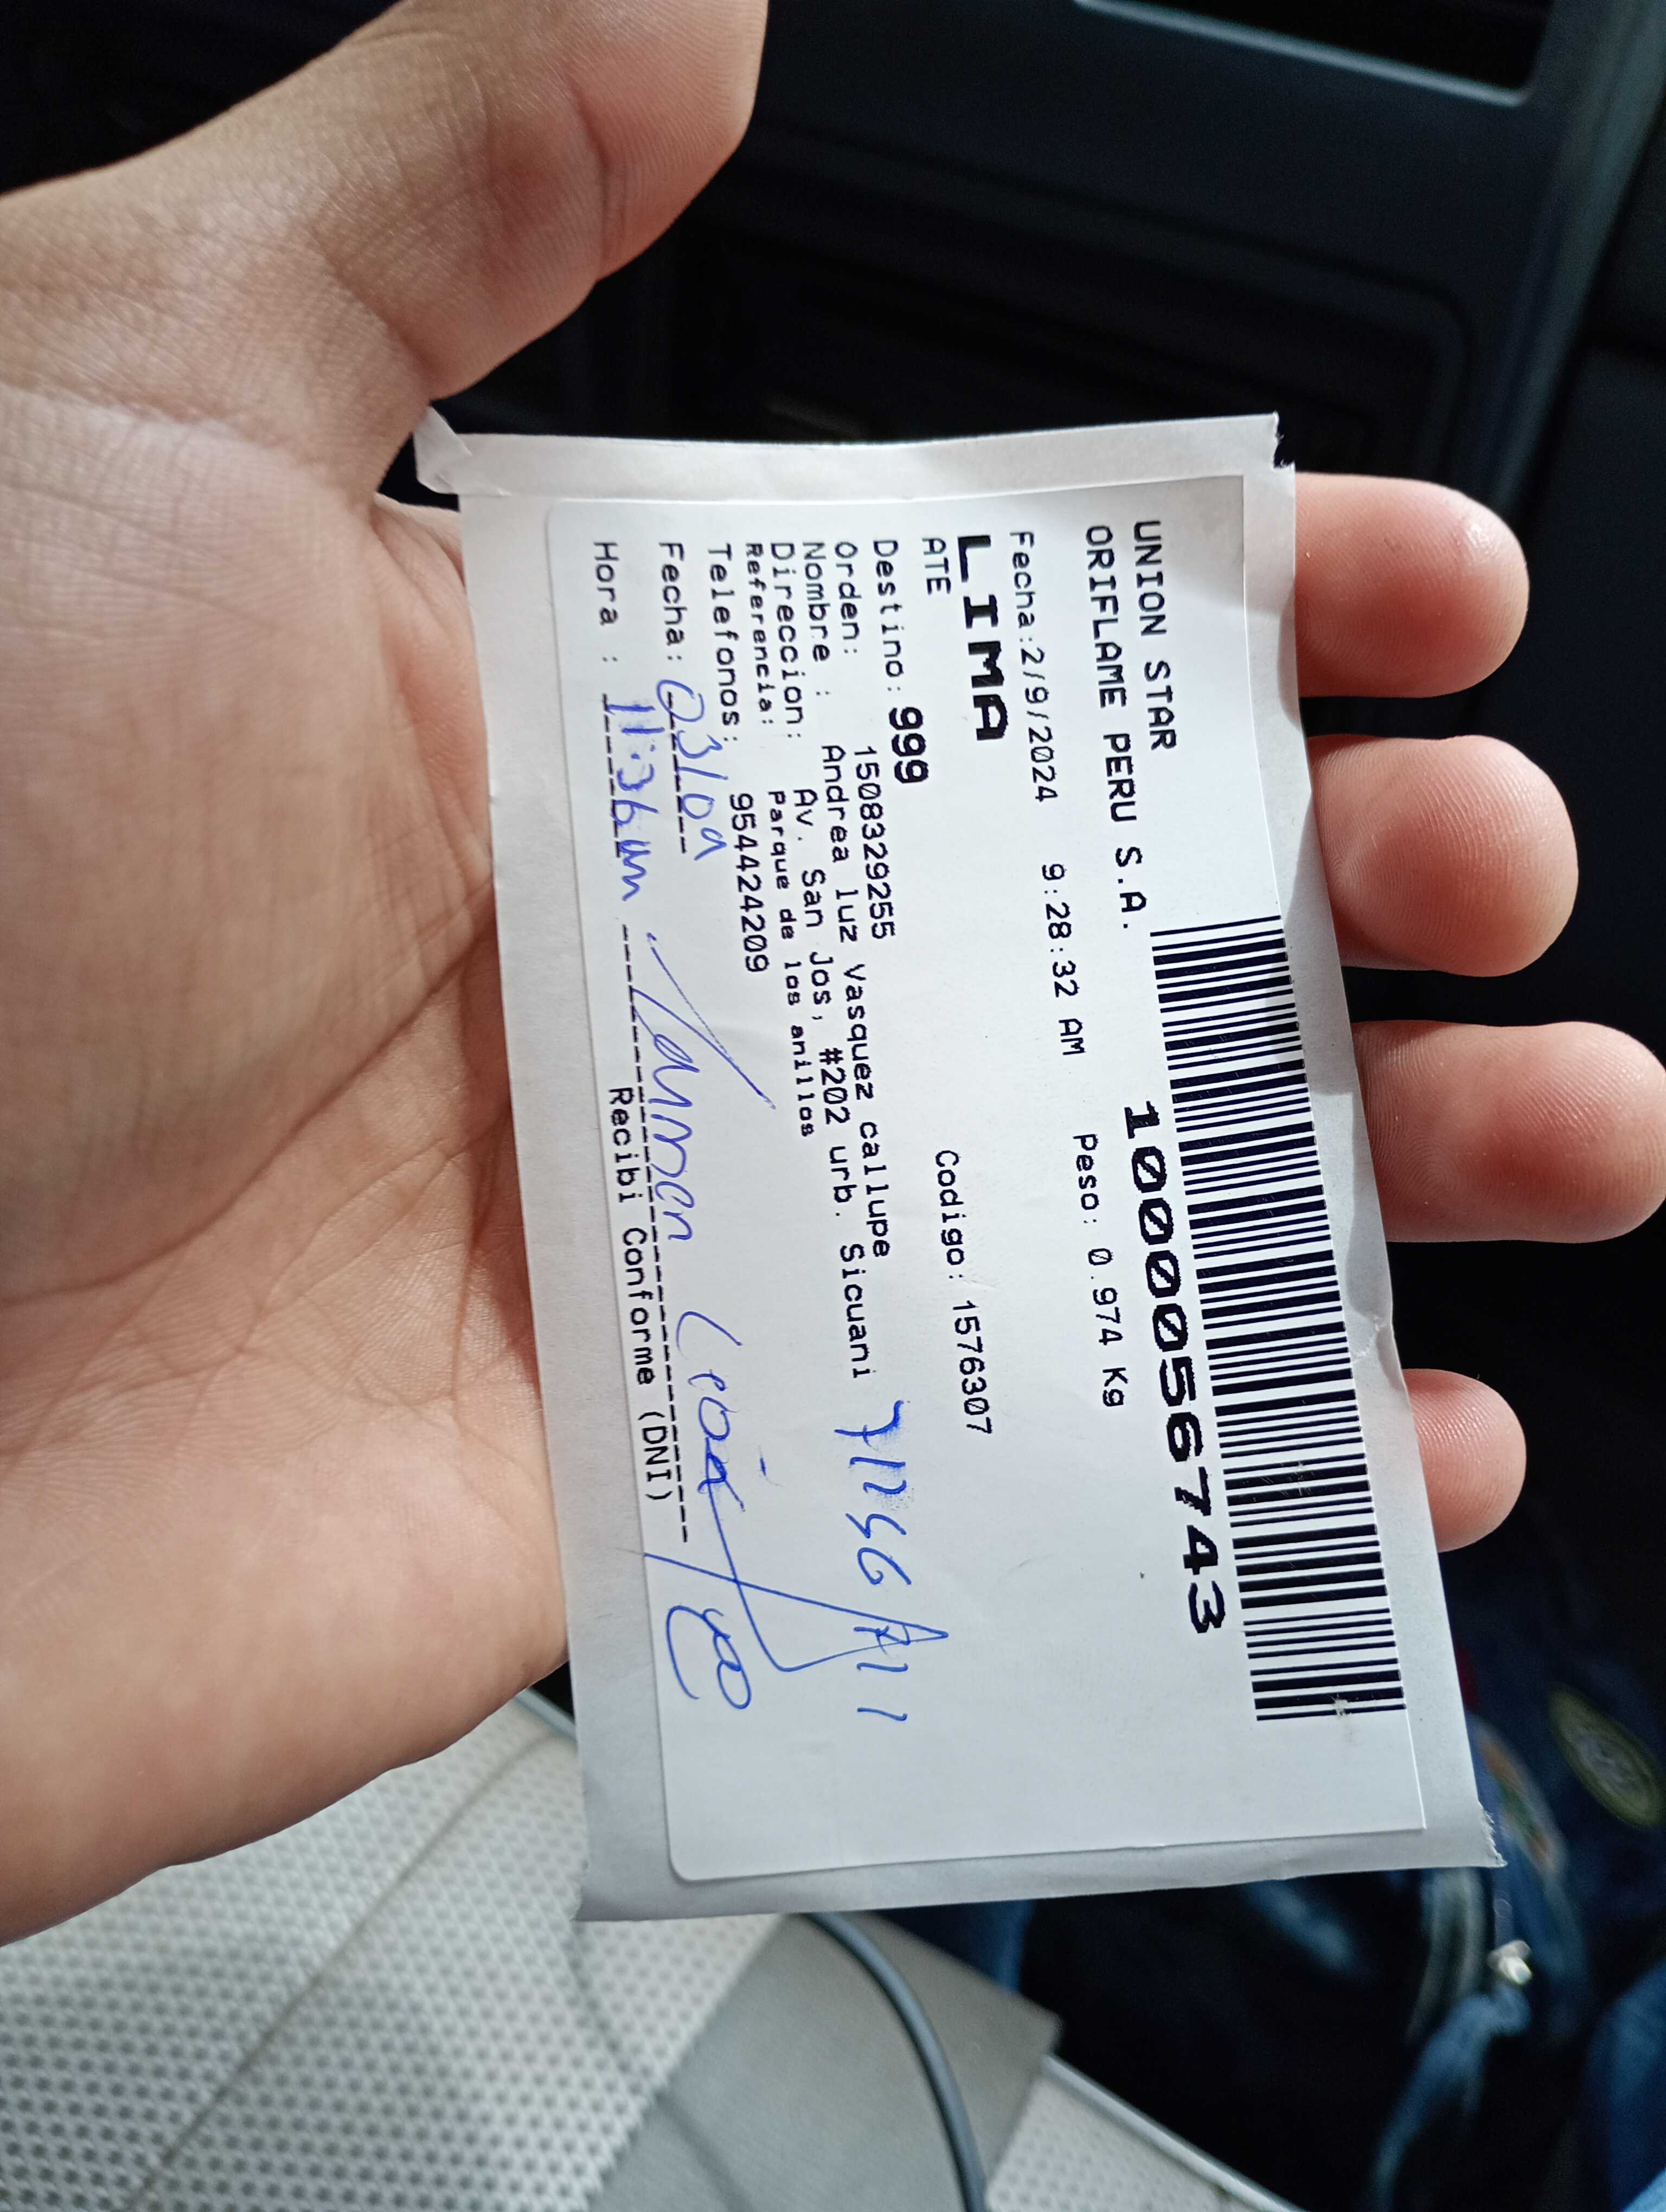 UNION STAR
ORIFLAME PERU S.A.
1000056743
Fecha:2/9/2024 9:28:32 AM Peso: 0.974 Kg
LIMA
ATE Codigo: 1576307
Destino: 999
Orden: 1508329255
Nombre : Andrea luz Vasquez callupe
Direccion: Av. San Jos, #202 urb. Sicuani
Referencia: Parque de los anillos
Telefonos: 954424209
Fecha: 03/09
Hora : 11:36am
Recibi Conforme (DNI)